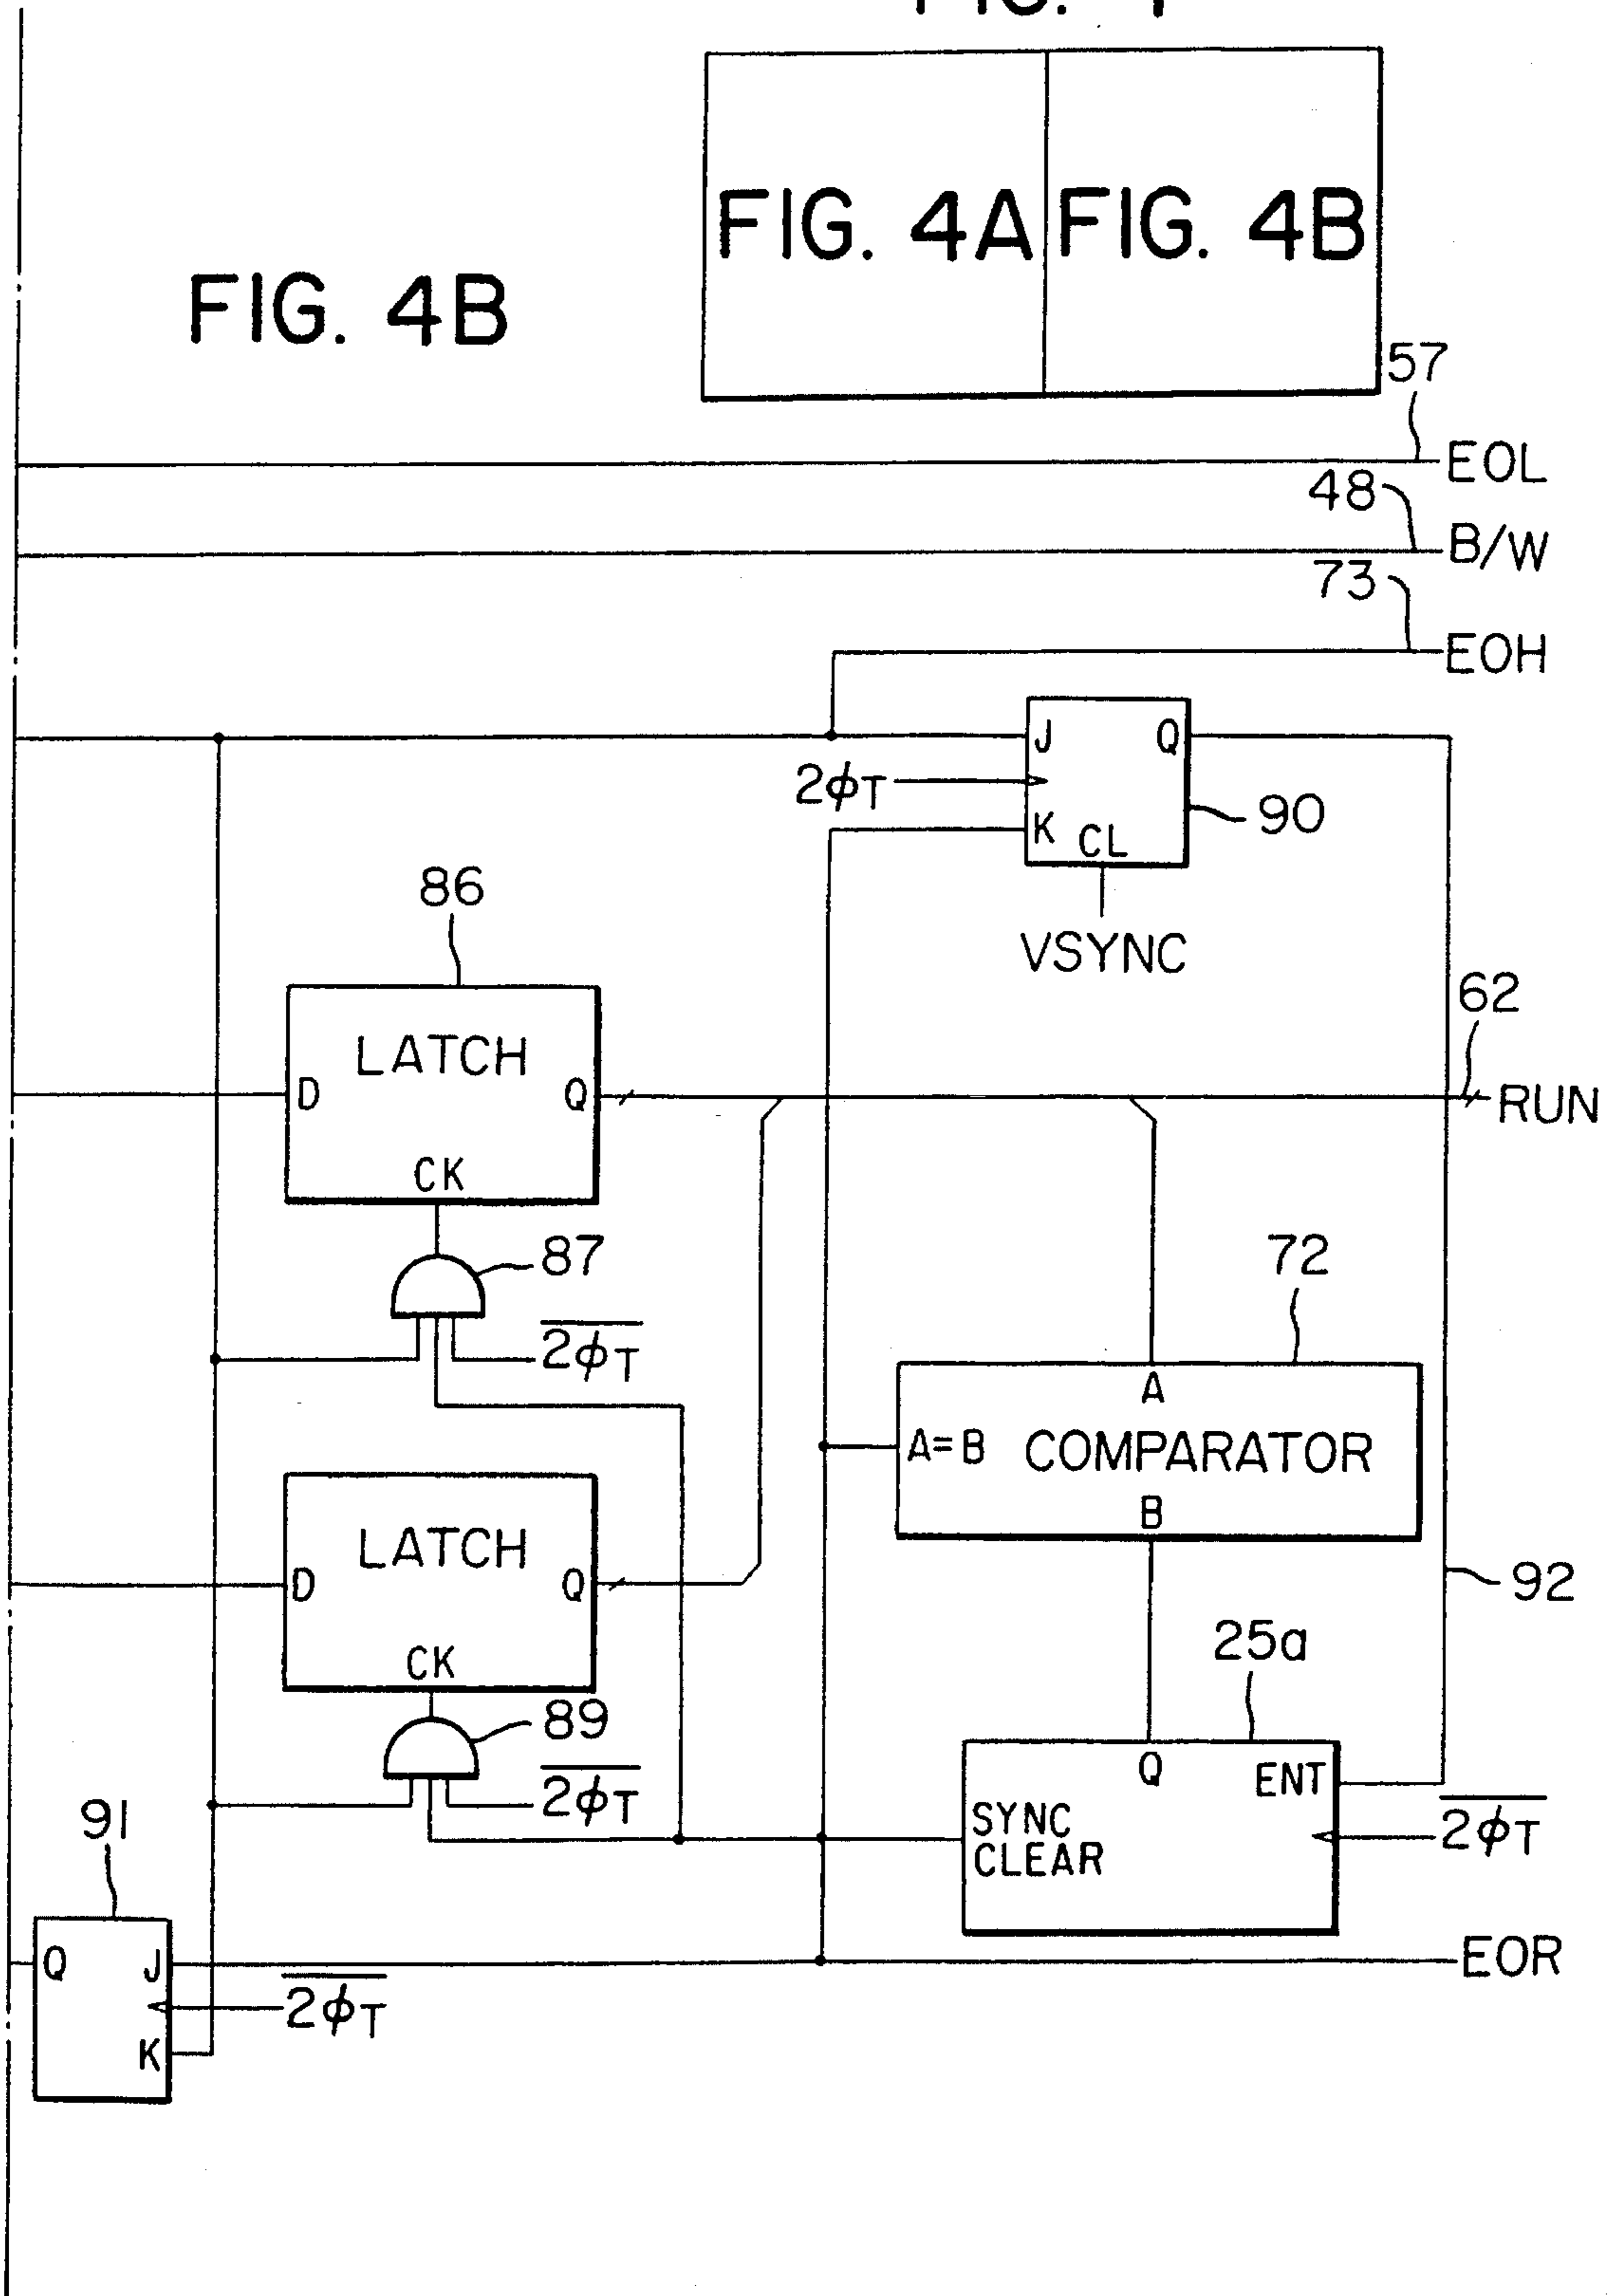 FIG. 4A FIG. 4B
FIG. 4B
57
EOL
48
B/W
73
EOH
J Q
2ϕT
K CL
90
VSYNC
86
LATCH
D Q
CK
62
RUN
87
2ϕT
72
A
A=B COMPARATOR
B
LATCH
D Q
CK
92
25a
89
2ϕT
Q ENT
SYNC
CLEAR
2ϕT
91
Q J
EOR
2ϕT
K